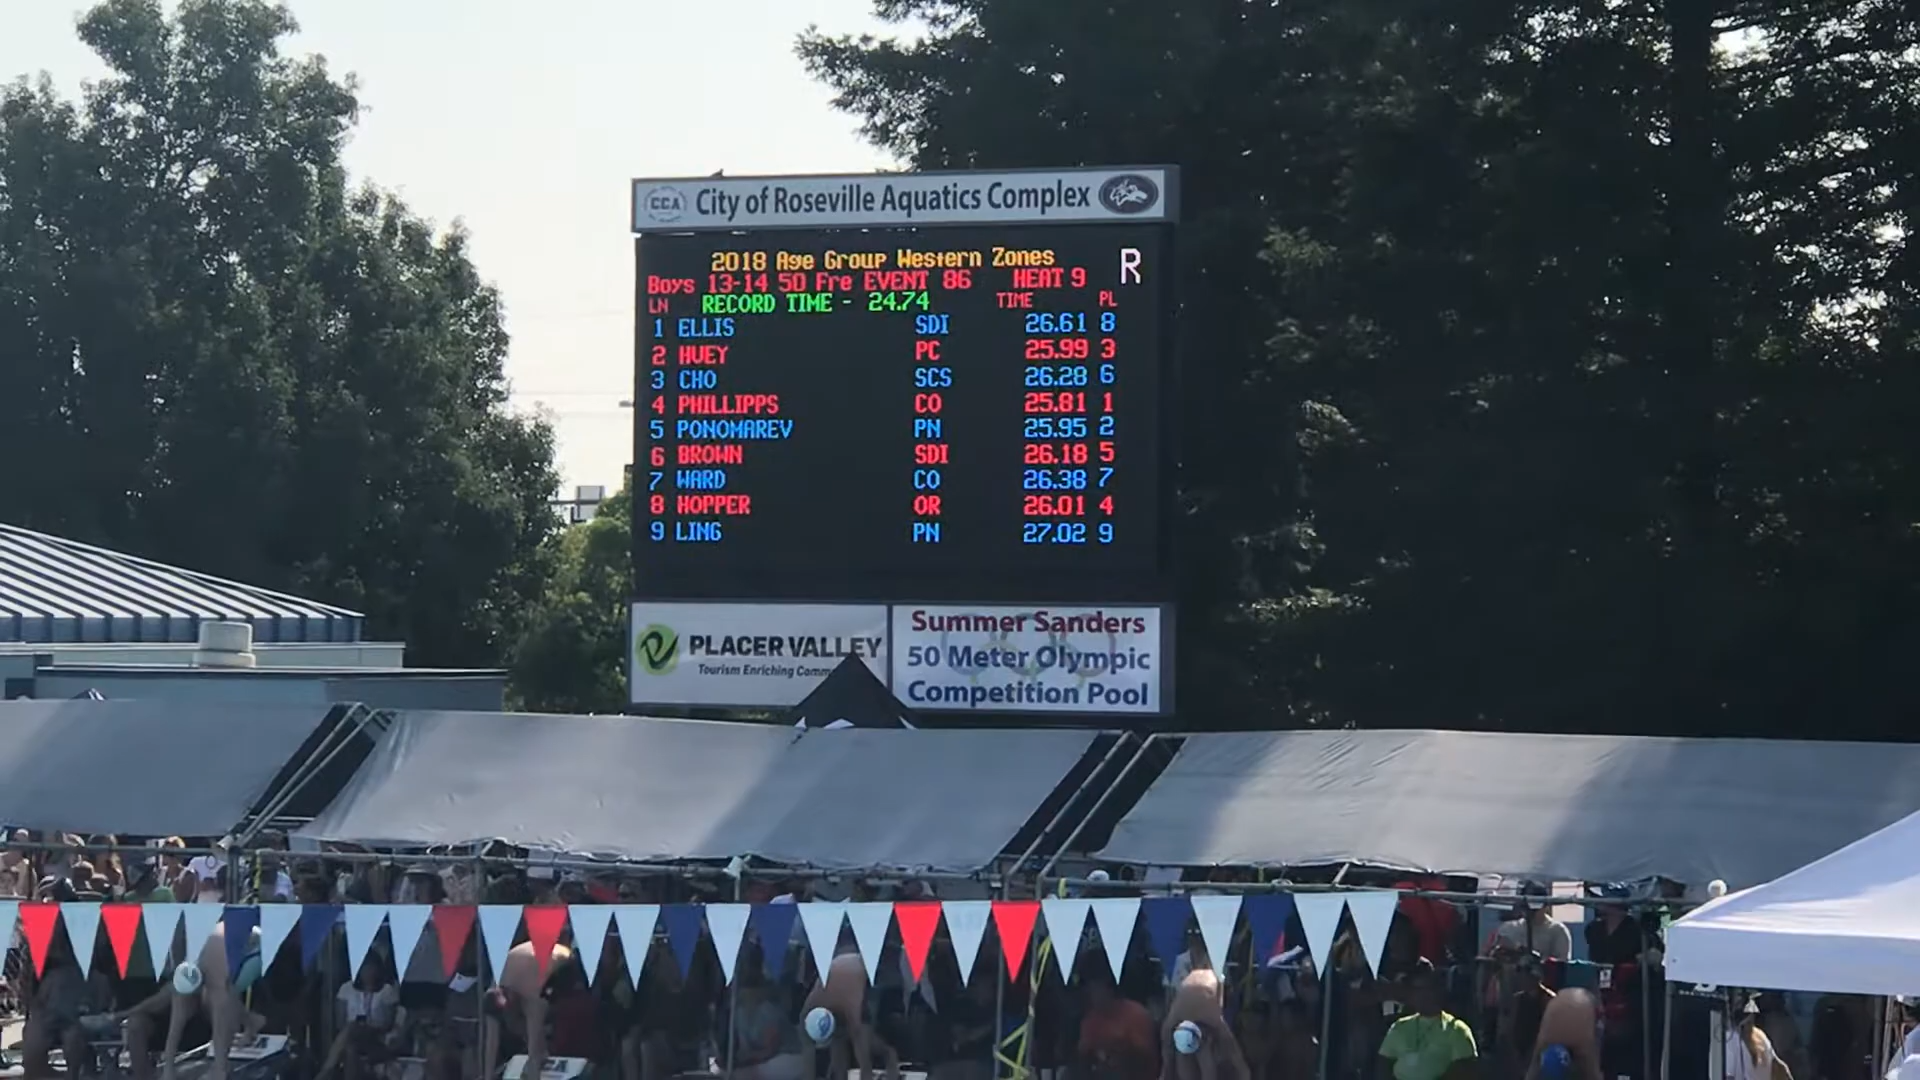 CCA City of Roseville Aquatics Complex
2018 Age Group Western Zones R
Boys 13-14 50 Fre EVENT 86 HEAT 9
LN RECORD TIME - 24.74 TIME PL
1 ELLIS SDI 26.61 8
2 HUEY PC 25.99 3
3 CHO SCS 26.28 6
4 PHILLIPPS CO 25.81 1
5 PONOMAREV PN 25.95 2
6 BROWN SDI 26.18 5
7 WARD CO 26.38 7
8 HOPPER OR 26.01 4
9 LING PN 27.02 9
PLACER VALLEY
Tourism Enriching
Summer Sanders
50 Meter Olympic
Competition Pool